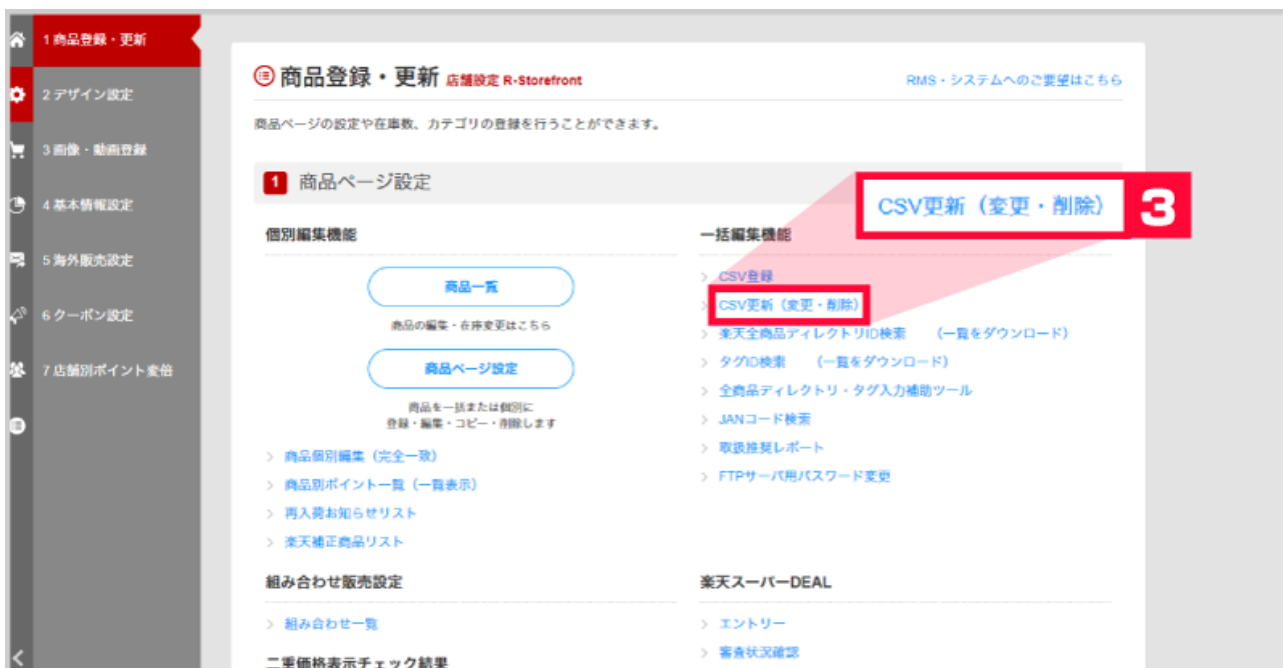 1 商品登録・更新
2 デザイン設定
3 画像・動画登録
4 基本情報設定
5 海外販売設定
6 クーポン設定
7 店舗別ポイント変倍
商品登録・更新 店舗設定 R-Storefront
RMS・システムへのご要望はこちら
商品ページの設定や在庫数、カテゴリの登録を行うことができます。
1 商品ページ設定
CSV更新（変更・削除） 3
個別編集機能
商品一覧
商品の編集・在庫変更はこちら
商品ページ設定
商品を一括または個別に
登録・編集・コピー・削除します
商品個別編集（完全一致）
商品別ポイント一覧（一覧表示）
再入荷お知らせリスト
楽天補正商品リスト
一括編集機能
CSV登録
CSV更新（変更・削除）
楽天全商品ディレクトリID検索 （一覧をダウンロード）
タグID検索 （一覧をダウンロード）
全商品ディレクトリ・タグ入力補助ツール
JANコード検索
取扱推奨レポート
FTPサーバ用パスワード変更
組み合わせ販売設定
組み合わせ一覧
二重価格表示チェック結果
楽天スーパーDEAL
エントリー
審査状況確認